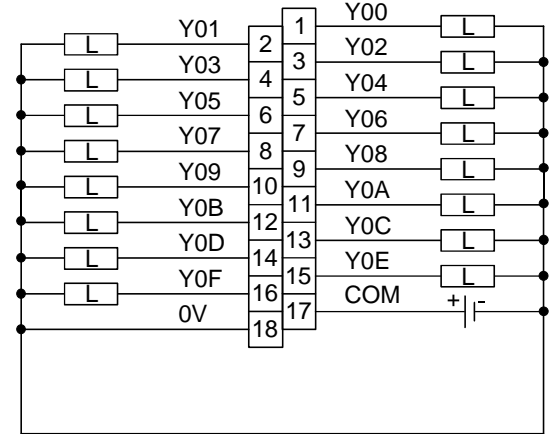 1 Y00 L
L Y01 2
3 Y02 L
L Y03 4
5 Y04 L
L Y05 6
7 Y06 L
L Y07 8
9 Y08 L
L Y09 10
11 Y0A L
L Y0B 12
13 Y0C L
L Y0D 14
15 Y0E L
L Y0F 16
17 COM + -
0V 18